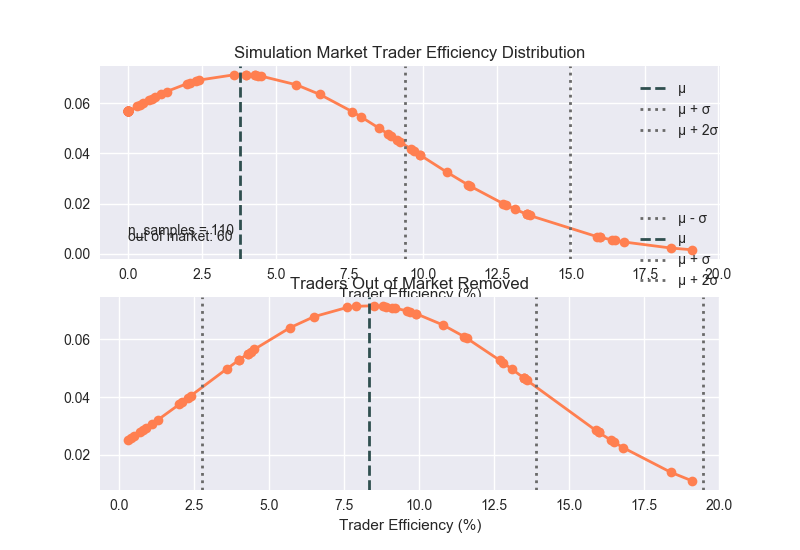 Simulation Market Trader Efficiency Distribution
0.06
0.04
0.02
0.00
μ
μ + σ
μ + 2σ
n_samples = 110
out of market: 60
0.0 2.5 5.0 7.5 10.0 12.5 15.0 17.5 20.0
Trader Efficiency (%)
μ - σ
μ
μ + σ
μ + 2σ
Traders Out of Market Removed
0.06
0.04
0.02
0.0 2.5 5.0 7.5 10.0 12.5 15.0 17.5 20.0
Trader Efficiency (%)